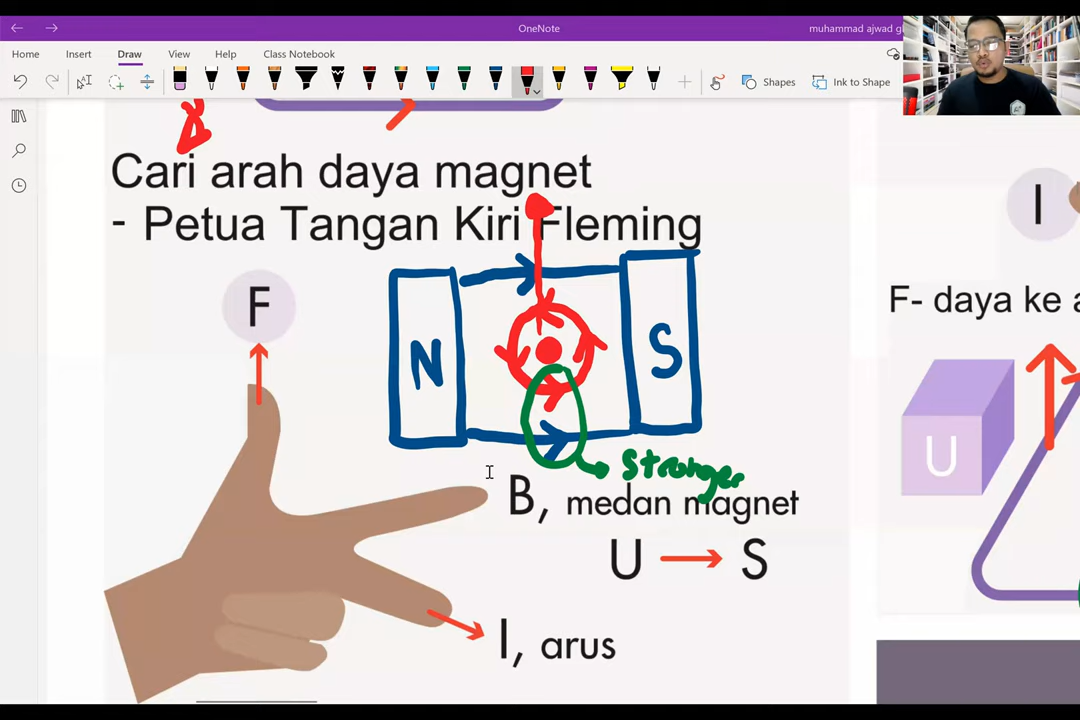 OneNote
muhammad ajwad g
Home Insert Draw View Help Class Notebook
Shapes Ink to Shape
Cari arah daya magnet
- Petua Tangan Kiri Fleming
F
N S
I
F- daya ke a
U
Stronger
B, medan magnet
U → S
I, arus